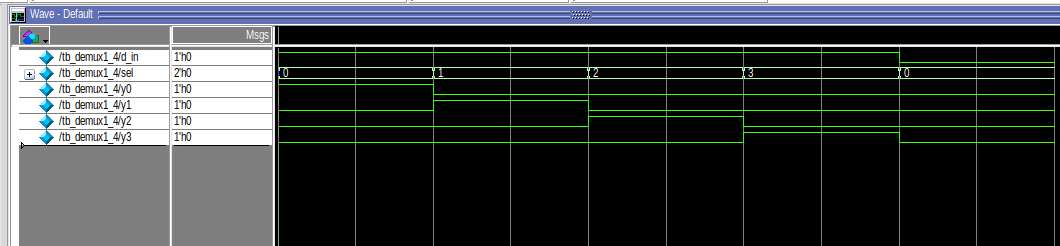 Wave - Default
Msgs
/tb_demux1_4/d_in 1'h0
/tb_demux1_4/sel 2'h0 0 1 2 3 0
/tb_demux1_4/y0 1'h0
/tb_demux1_4/y1 1'h0
/tb_demux1_4/y2 1'h0
/tb_demux1_4/y3 1'h0